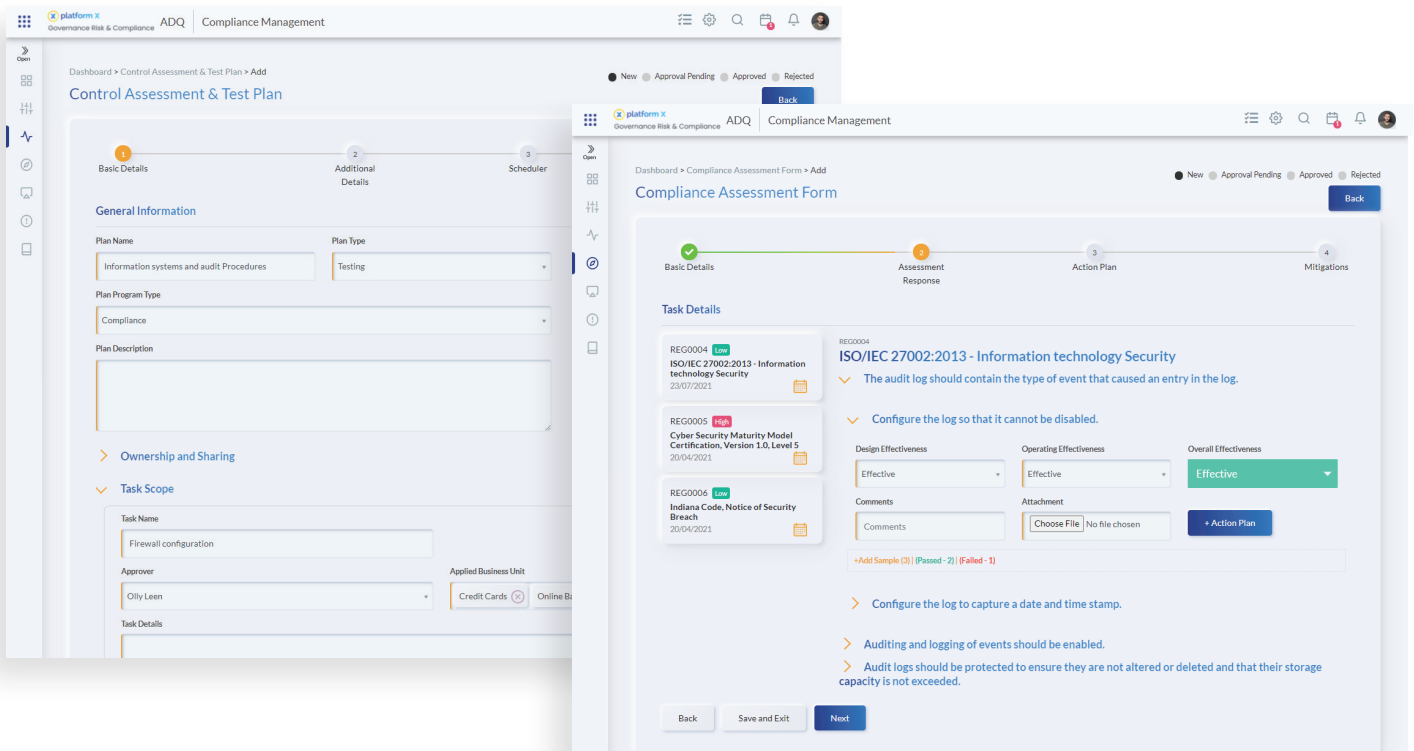 platform X
Governance Risk & Compliance
ADQ
Compliance Management
1
Open
Dashboard > Control Assessment & Test Plan > Add
New
Approval Pending
Approved
Rejected
Control Assessment & Test Plan
Back
1
2
3
Basic Details
Additional
Details
Scheduler
General Information
Plan Name
Plan Type
Information systems and audit Procedures
Testing
Plan Program Type
Compliance
Plan Description
Ownership and Sharing
Task Scope
Task Name
Firewall configuration
Approver
Applied Business Unit
Olly Leen
Credit Cards
Online Ba
Task Details
platform X
Governance Risk & Compliance
ADQ
Compliance Management
1
Open
Dashboard > Compliance Assessment Form > Add
New
Approval Pending
Approved
Rejected
Compliance Assessment Form
Back
2
3
4
Basic Details
Assessment
Response
Action Plan
Mitigations
Task Details
REG0004 Low
ISO/IEC 27002:2013 - Information
technology Security
23/07/2021
REG0005 High
Cyber Security Maturity Model
Certification, Version 1.0, Level 5
20/04/2021
REG0006 Low
Indiana Code, Notice of Security
Breach
20/04/2021
REG0004
ISO/IEC 27002:2013 - Information technology Security
The audit log should contain the type of event that caused an entry in the log.
Configure the log so that it cannot be disabled.
Design Effectiveness
Operating Effectiveness
Overall Effectiveness
Effective
Effective
Effective
Comments
Attachment
Comments
Choose File No file chosen
+ Action Plan
+Add Sample (3) | (Passed - 2) | (Failed - 1)
Configure the log to capture a date and time stamp.
Auditing and logging of events should be enabled.
Audit logs should be protected to ensure they are not altered or deleted and that their storage
capacity is not exceeded.
Back
Save and Exit
Next